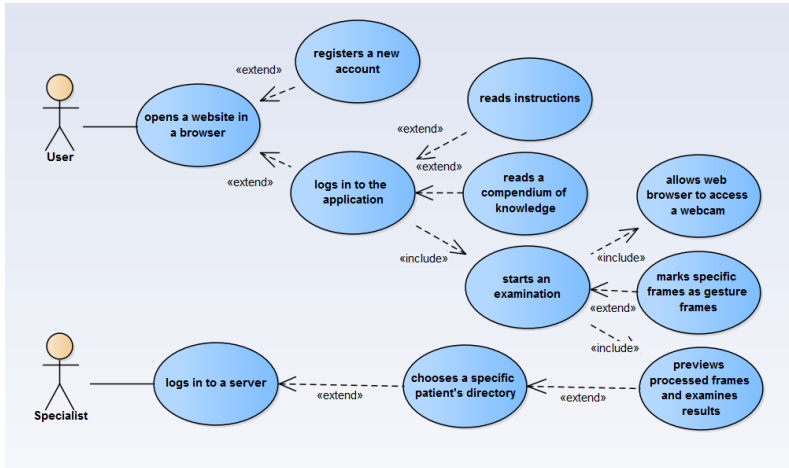 registers a new
account
«extend»
opens a website in
a browser
User
«extend»
reads instructions
«extend»
«extend»
logs in to the
application
reads a
compendium of
knowledge
allows web
browser to access
a webcam
«include»
«include»
starts an
examination
marks specific
frames as gesture
frames
«extend»
«include»
logs in to a server
Specialist
«extend»
chooses a specific
patient's directory
«extend»
previews
processed frames
and examines
results